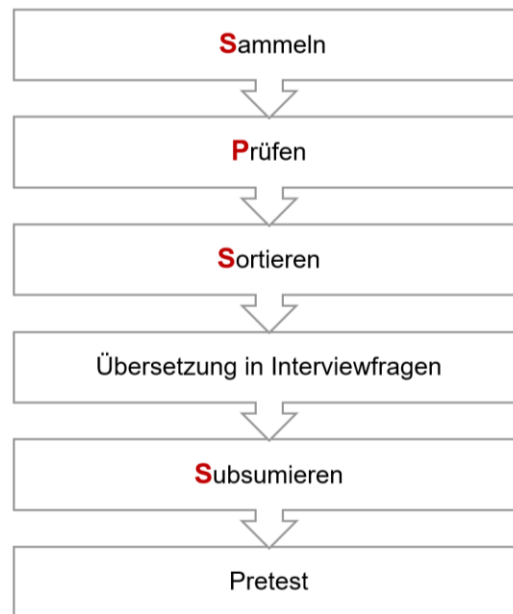 Sammeln
Prüfen
Sortieren
Übersetzung in Interviewfragen
Subsumieren
Pretest